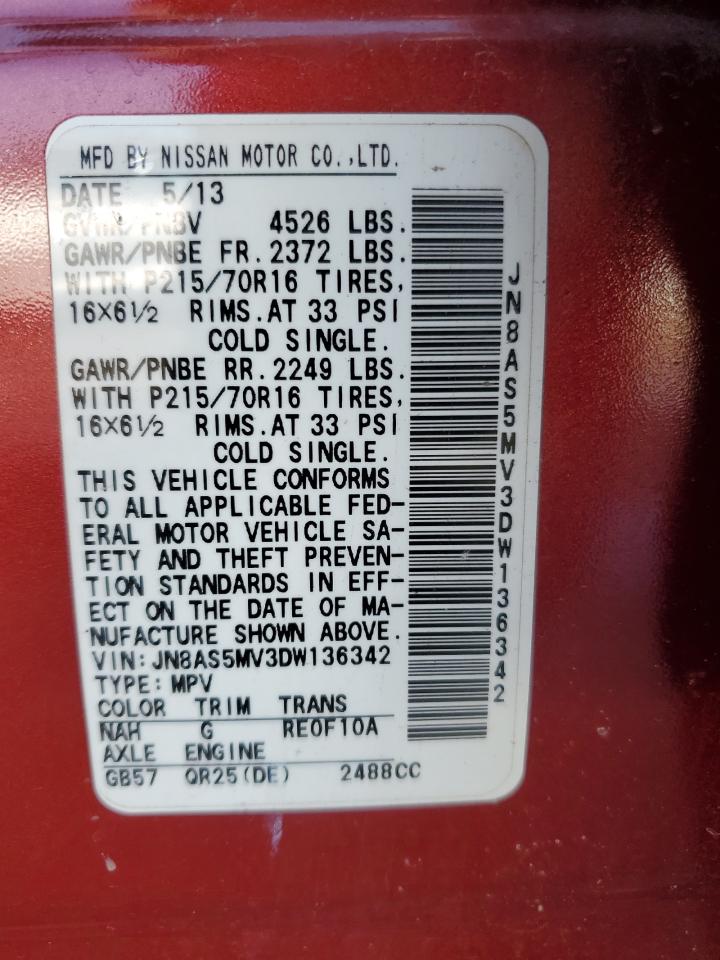 MFD BY NISSAN MOTOR CO.,LTD.
DATE 5/13
GVWR/PNBV 4526 LBS.
GAWR/PNBE FR.2372 LBS.
WITH P215/70R16 TIRES,
16×6½ RIMS.AT 33 PSI
COLD SINGLE.
GAWR/PNBE RR.2249 LBS.
WITH P215/70R16 TIRES,
16×6½ RIMS.AT 33 PSI
COLD SINGLE.
THIS VEHICLE CONFORMS
TO ALL APPLICABLE FED-
ERAL MOTOR VEHICLE SA-
FETY AND THEFT PREVEN-
TION STANDARDS IN EFF-
ECT ON THE DATE OF MA-
NUFACTURE SHOWN ABOVE.
VIN:JN8AS5MV3DW136342
TYPE:MPV
COLOR TRIM TRANS
NAH G RE0F10A
AXLE ENGINE
GB57 QR25(DE) 2488CC
JN8AS5MV3DW136342